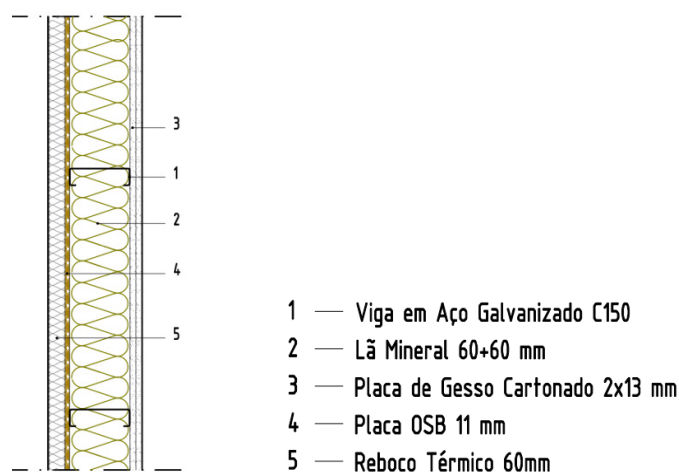 3
1
2
4
5
1 — Viga em Aço Galvanizado C150
2 — Lã Mineral 60+60 mm
3 — Placa de Gesso Cartonado 2x13 mm
4 — Placa OSB 11 mm
5 — Reboco Térmico 60mm